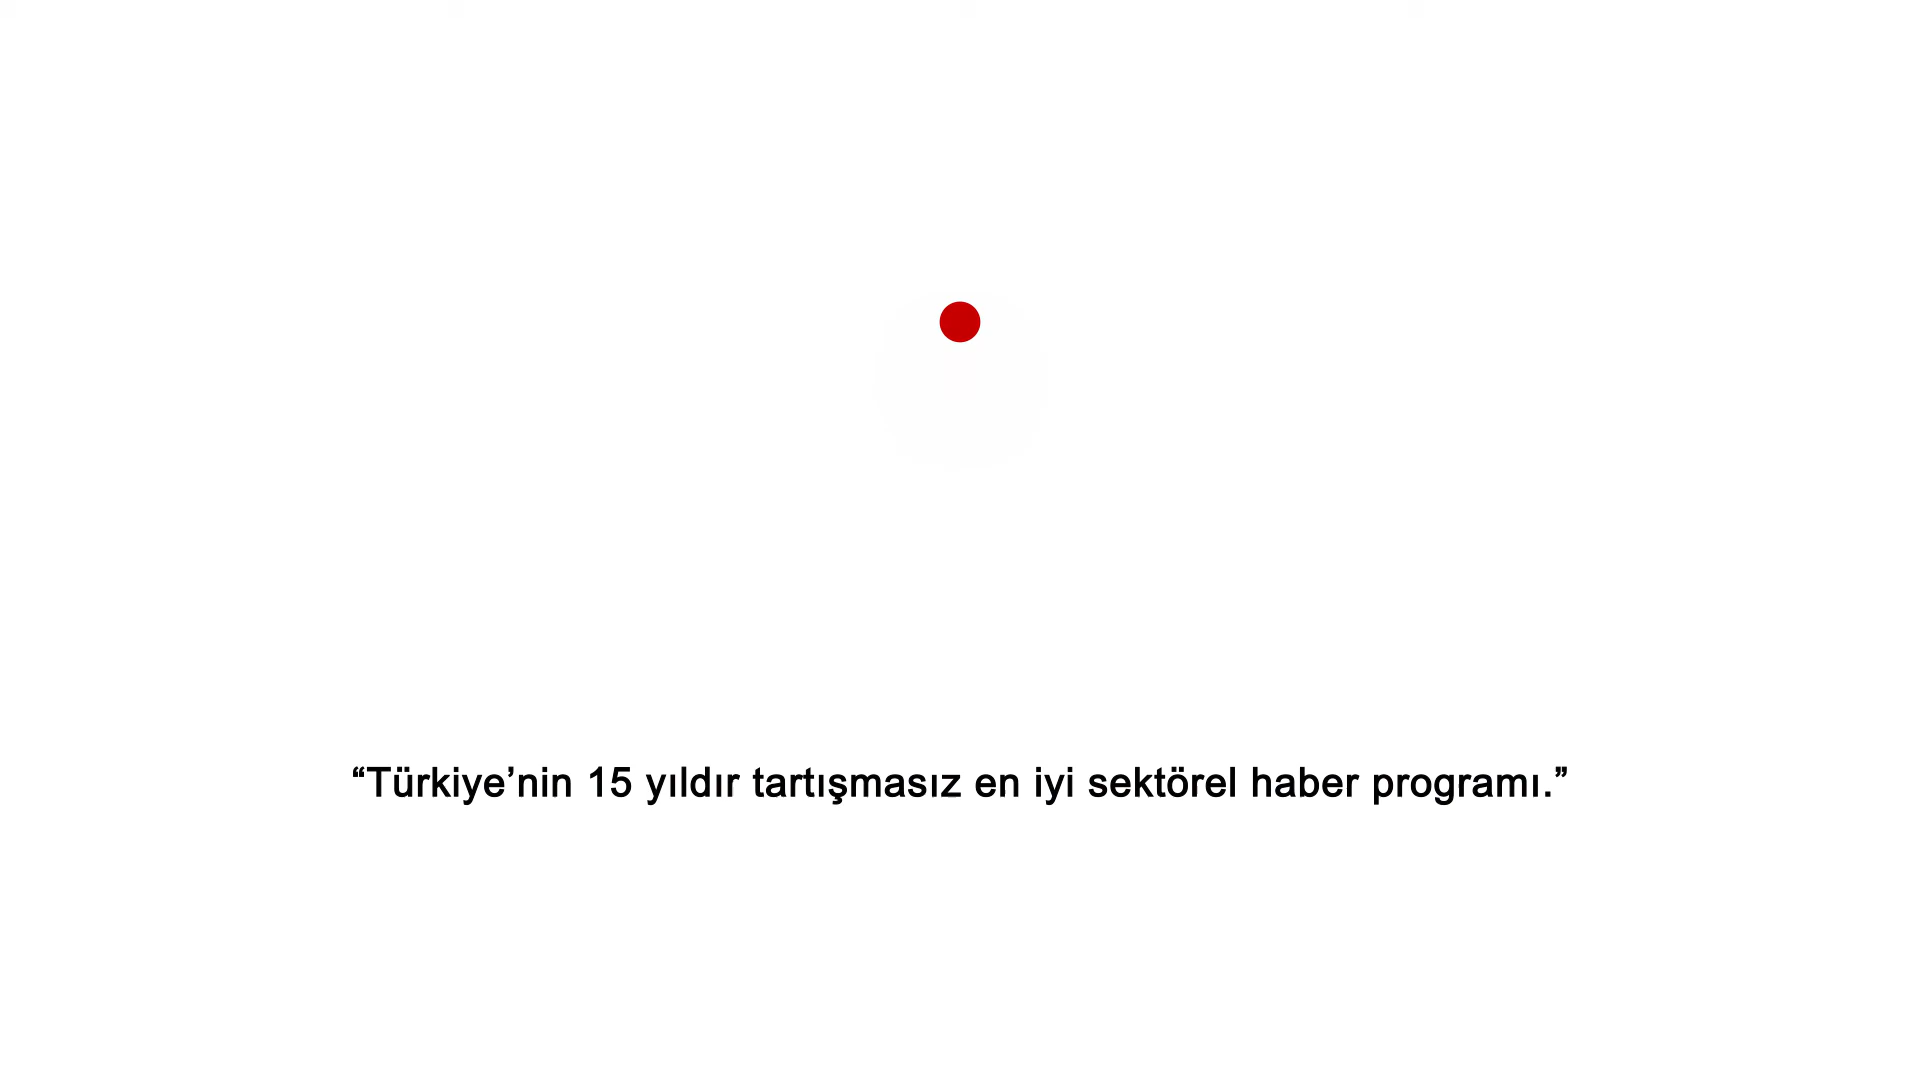 “Türkiye’nin 15 yıldır tartışmasız en iyi sektörel haber programı.”